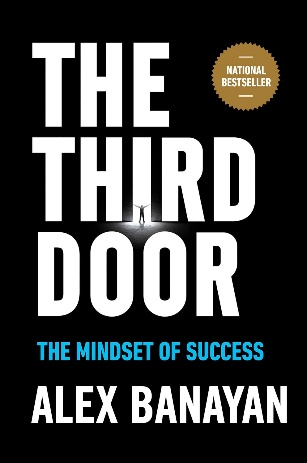 THE
NATIONAL
BESTSELLER
THIRD
DOOR
THE MINDSET OF SUCCESS
ALEX BANAYAN